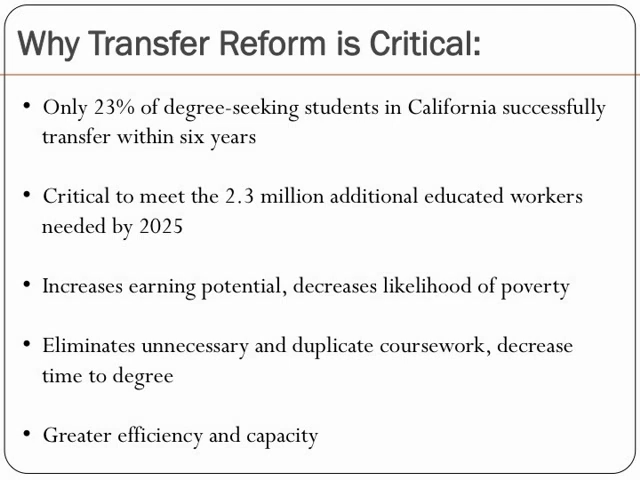 Why Transfer Reform is Critical:
• Only 23% of degree-seeking students in California successfully
transfer within six years
• Critical to meet the 2.3 million additional educated workers
needed by 2025
• Increases earning potential, decreases likelihood of poverty
• Eliminates unnecessary and duplicate coursework, decrease
time to degree
• Greater efficiency and capacity